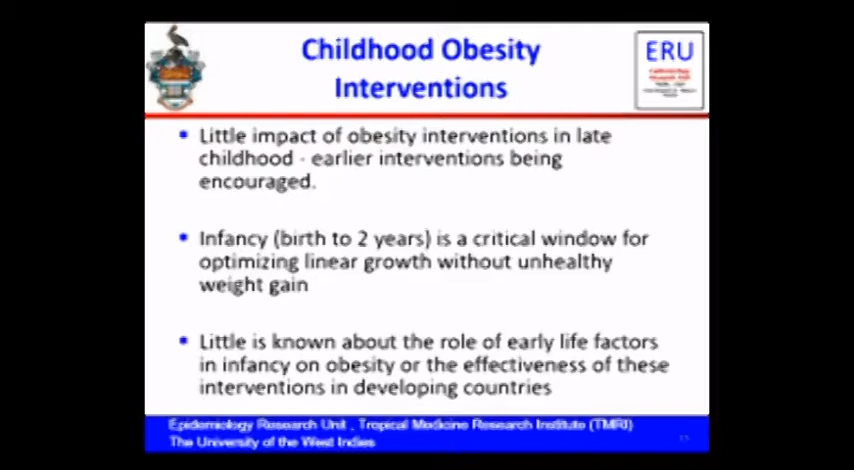 Childhood Obesity
Interventions
ERU
• Little impact of obesity interventions in late
childhood - earlier interventions being
encouraged.
• Infancy (birth to 2 years) is a critical window for
optimizing linear growth without unhealthy
weight gain
• Little is known about the role of early life factors
in infancy on obesity or the effectiveness of these
interventions in developing countries
Epidemiology Research Unit , Tropical Medicine Research Institute (TMRI)
The University of the West Indies